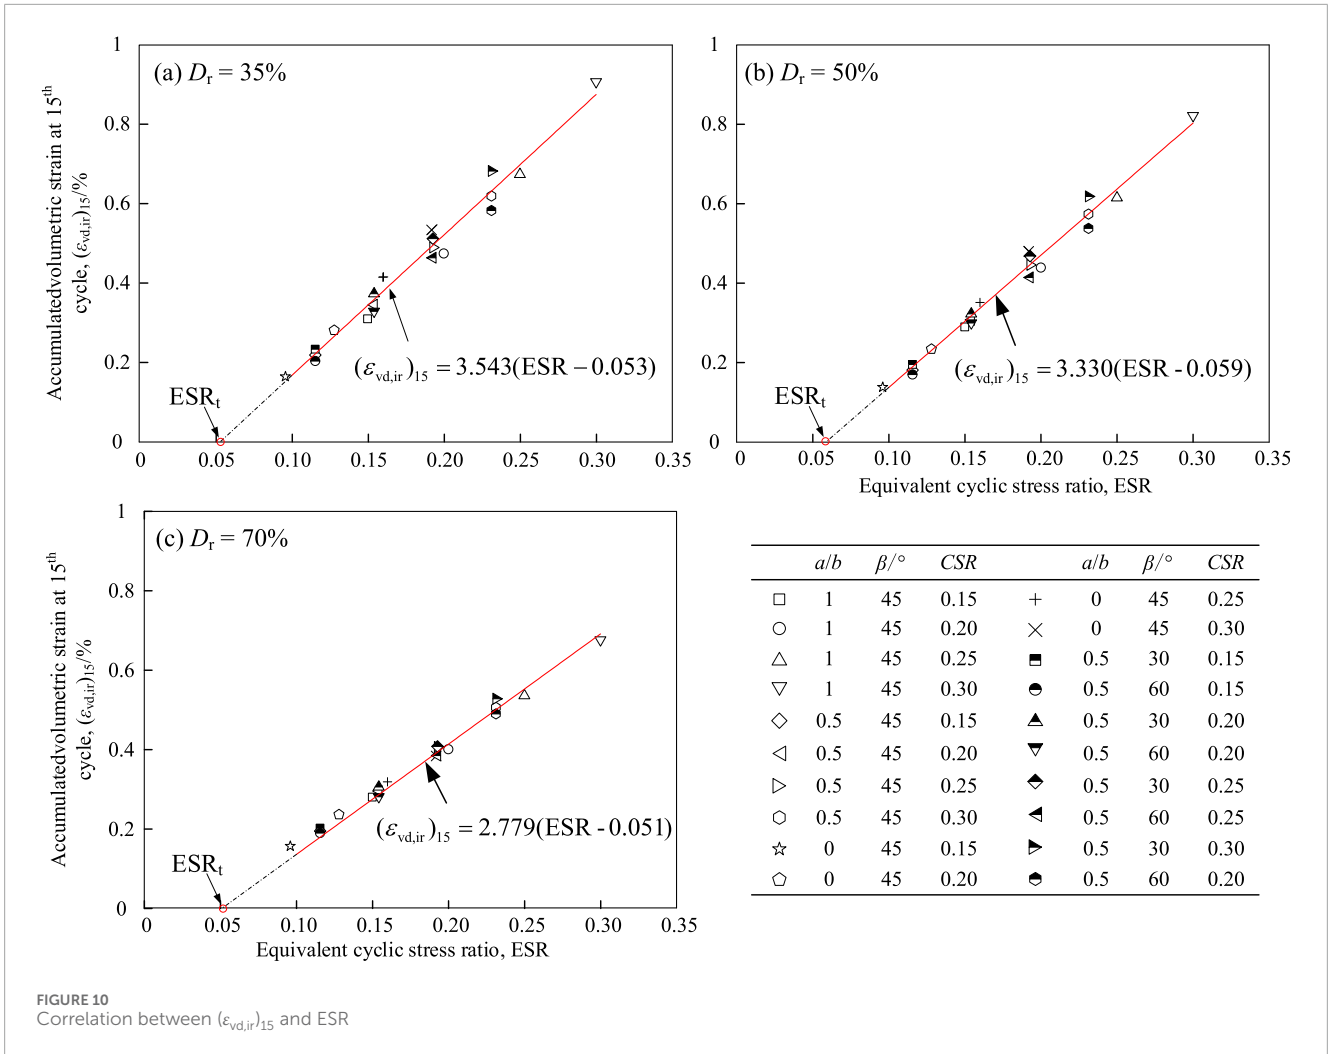 (a) Dr = 35%
1
0.8
0.6
0.4
0.2
0
Accumulatedvolumetric strain at 15th
cycle, (εvd,ir)15/%
(εvd,ir)15 = 3.543(ESR – 0.053)
ESRt
0 0.05 0.10 0.15 0.20 0.25 0.30 0.35
(b) Dr = 50%
1
0.8
0.6
0.4
0.2
0
(εvd,ir)15 = 3.330(ESR - 0.059)
ESRt
0 0.05 0.10 0.15 0.20 0.25 0.30 0.35
Equivalent cyclic stress ratio, ESR
(c) Dr = 70%
1
0.8
0.6
0.4
0.2
0
Accumulatedvolumetric strain at 15th
cycle, (εvd,ir)15/%
(εvd,ir)15 = 2.779(ESR - 0.051)
ESRt
0 0.05 0.10 0.15 0.20 0.25 0.30 0.35
Equivalent cyclic stress ratio, ESR
a/b β/° CSR a/b β/° CSR
1 45 0.15 0 45 0.25
1 45 0.20 0 45 0.30
1 45 0.25 0.5 30 0.15
1 45 0.30 0.5 60 0.15
0.5 45 0.15 0.5 30 0.20
0.5 45 0.20 0.5 60 0.20
0.5 45 0.25 0.5 30 0.25
0.5 45 0.30 0.5 60 0.25
0 45 0.15 0.5 30 0.30
0 45 0.20 0.5 60 0.20
FIGURE 10
Correlation between (εvd,ir)15 and ESR